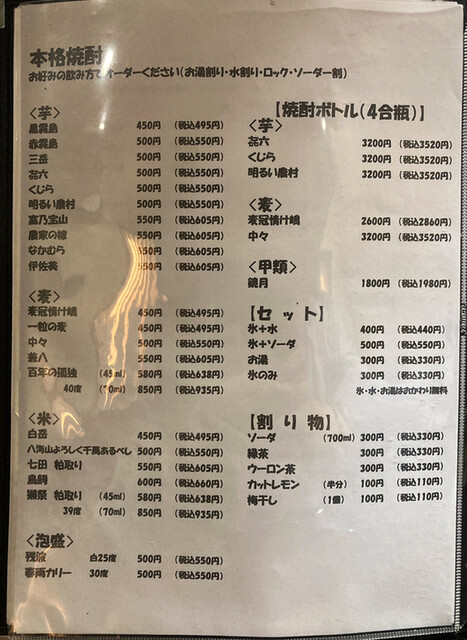 本格焼酎
お好みの飲み方でオーダーください(お湯割り・水割り・ロック・ソーダー割)
<芋>
黒霧島 450円 (税込495円)
赤霧島 500円 (税込550円)
三岳 500円 (税込550円)
㐂六 500円 (税込550円)
くじら 500円 (税込550円)
明るい農村 500円 (税込550円)
富乃宝山 550円 (税込605円)
農家の嫁 550円 (税込605円)
なかむら 550円 (税込605円)
伊佐美 550円 (税込605円)
<麦>
麦冠情け嶋 450円 (税込495円)
一粒の麦 450円 (税込495円)
中々 500円 (税込550円)
兼八 550円 (税込605円)
百年の孤独 (45ml) 580円 (税込638円)
40度 (70ml) 850円 (税込935円)
<米>
白岳 450円 (税込495円)
八海山よろしく千萬あるべし 500円 (税込550円)
七田 粕取り 550円 (税込605円)
鳥飼 600円 (税込660円)
獺祭 粕取り (45ml) 580円 (税込638円)
39度 (70ml) 850円 (税込935円)
<泡盛>
残波 白25度 500円 (税込550円)
春雨カリー 30度 500円 (税込550円)
【焼酎ボトル(4合瓶)】
<芋>
㐂六 3200円 (税込3520円)
くじら 3200円 (税込3520円)
明るい農村 3200円 (税込3520円)
<麦>
麦冠情け嶋 2600円 (税込2860円)
中々 3200円 (税込3520円)
<甲類>
鏡月 1800円 (税込1980円)
【セット】
氷+水 400円 (税込440円)
氷+ソーダ 500円 (税込550円)
お湯 300円 (税込330円)
氷のみ 300円 (税込330円)
氷・水・お湯はおかわり無料
【割り物】
ソーダ (700ml) 300円 (税込330円)
緑茶 300円 (税込330円)
ウーロン茶 300円 (税込330円)
カットレモン (半分) 100円 (税込110円)
梅干し (1個) 100円 (税込110円)